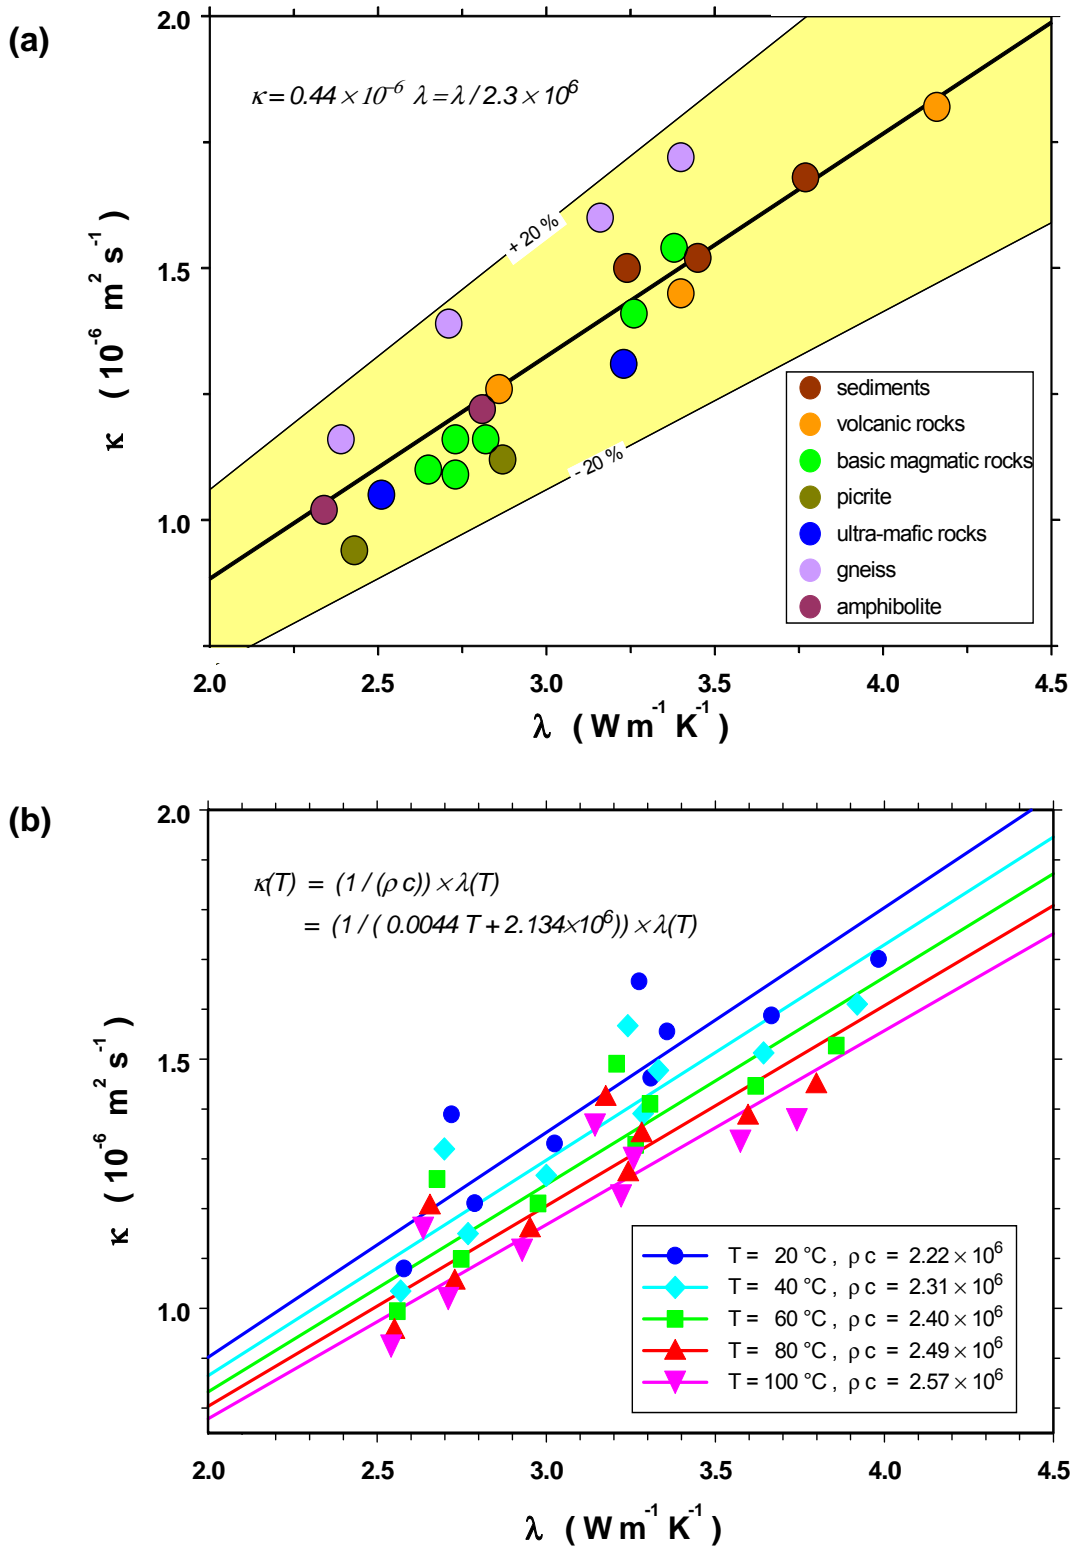 (a)
2.0
1.5
1.0
κ (10⁻⁶ m² s⁻¹)
κ = 0.44 × 10⁻⁶ λ = λ / 2.3 × 10⁶
+ 20 %
- 20 %
sediments
volcanic rocks
basic magmatic rocks
picrite
ultra-mafic rocks
gneiss
amphibolite
2.0 2.5 3.0 3.5 4.0 4.5
λ ( W m⁻¹ K⁻¹ )
(b)
2.0
1.5
1.0
κ (10⁻⁶ m² s⁻¹)
κ(T) = (1 / (ρ c)) × λ(T)
= (1 / ( 0.0044 T + 2.134×10⁶)) × λ(T)
T = 20 °C , ρ c = 2.22 × 10⁶
T = 40 °C , ρ c = 2.31 × 10⁶
T = 60 °C , ρ c = 2.40 × 10⁶
T = 80 °C , ρ c = 2.49 × 10⁶
T = 100 °C , ρ c = 2.57 × 10⁶
2.0 2.5 3.0 3.5 4.0 4.5
λ ( W m⁻¹ K⁻¹ )